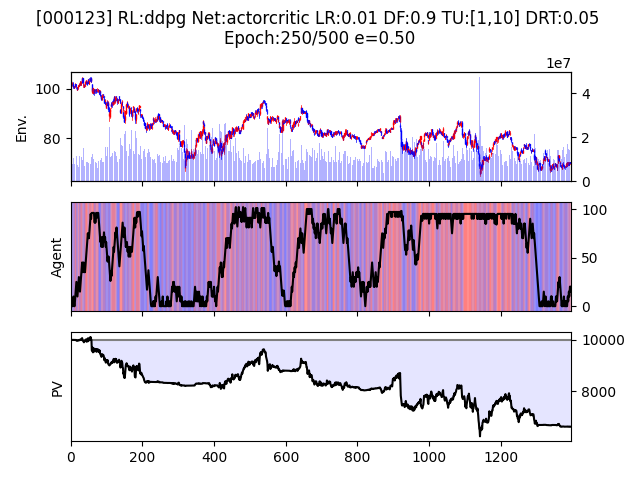 [000123] RL:ddpg Net:actorcritic LR:0.01 DF:0.9 TU:[1,10] DRT:0.05
Epoch:250/500 e=0.50
1e7
100
80
Env.
4
2
0
Agent
100
50
0
PV
10000
8000
0 200 400 600 800 1000 1200